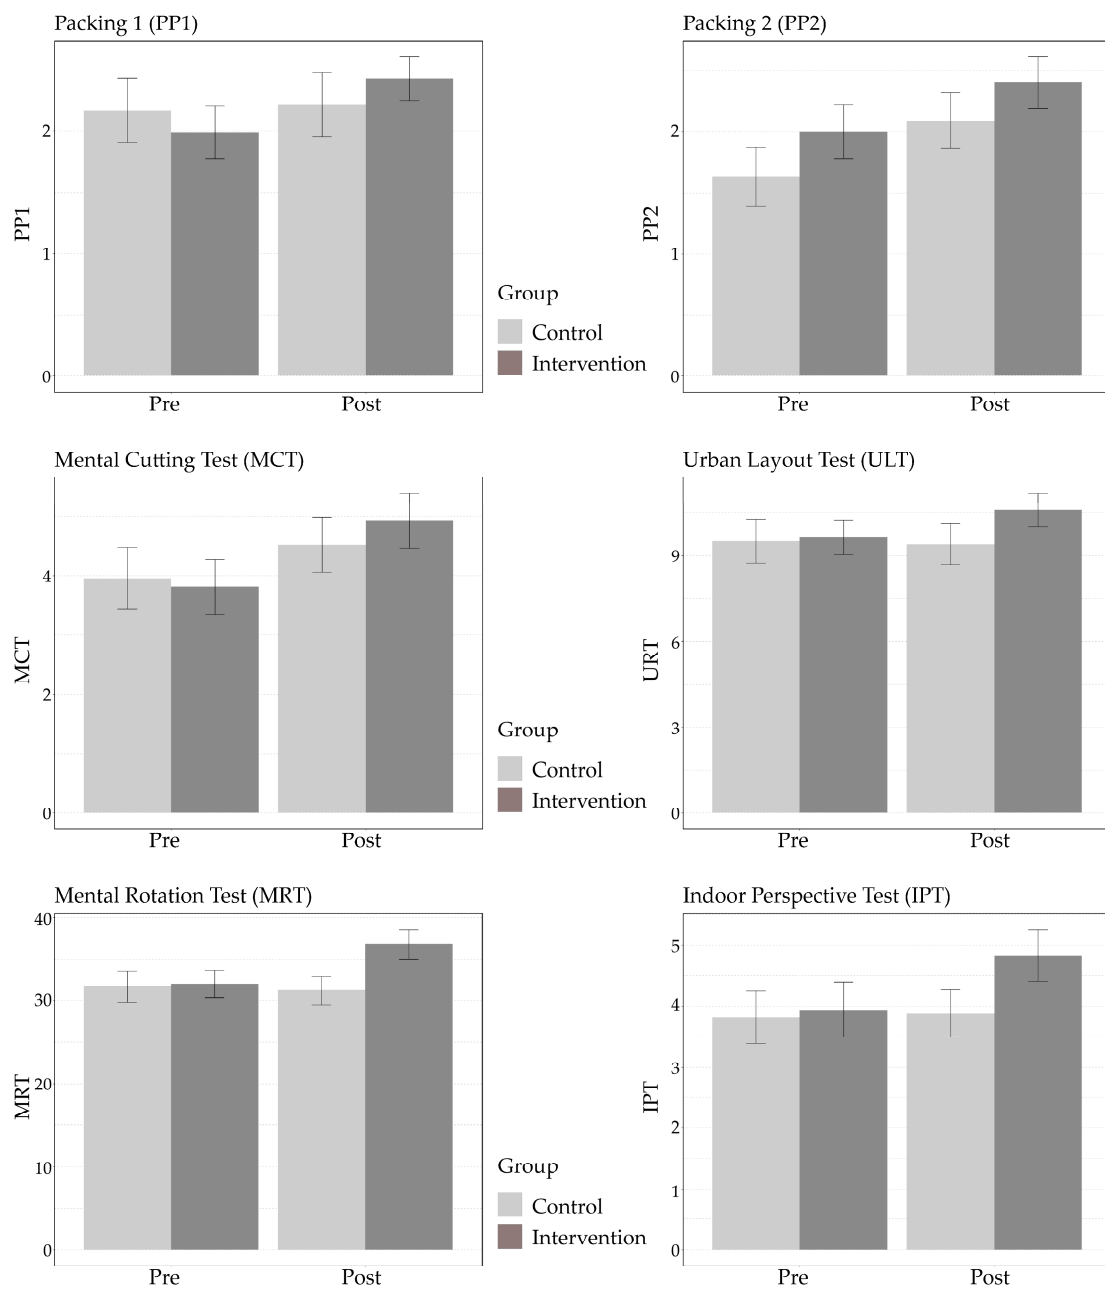 Packing 1 (PP1)
PP1
2
1
0
Pre
Post
Group
Control
Intervention
Packing 2 (PP2)
PP2
2
1
0
Pre
Post
Mental Cutting Test (MCT)
MCT
4
2
0
Pre
Post
Group
Control
Intervention
Urban Layout Test (ULT)
URT
9
6
3
0
Pre
Post
Mental Rotation Test (MRT)
MRT
40
30
20
10
0
Pre
Post
Group
Control
Intervention
Indoor Perspective Test (IPT)
IPT
5
4
3
2
1
0
Pre
Post